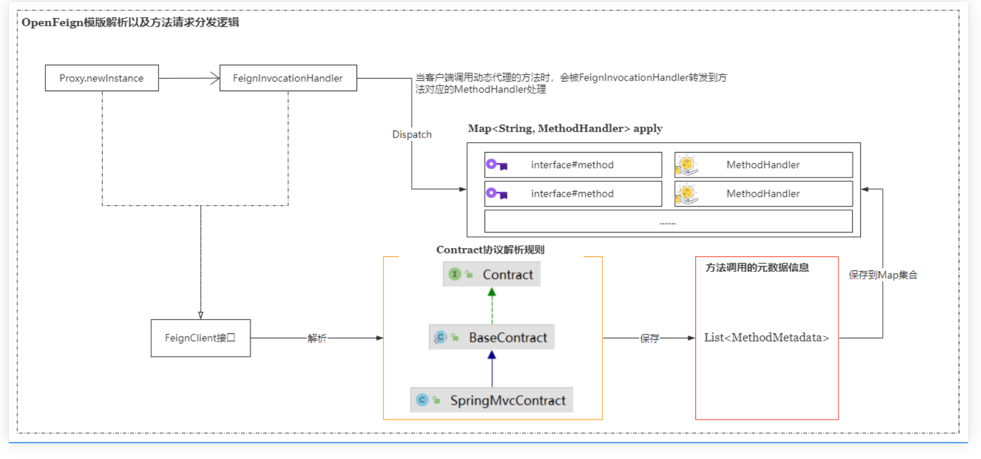 OpenFeign模版解析以及方法请求分发逻辑
Proxy.newInstance
FeignInvocationHandler
当客户端调用动态代理的方法时，会被FeignInvocationHandler转发到方
法对应的MethodHandler处理
Dispatch
Map<String, MethodHandler> apply
interface#method
MethodHandler
interface#method
MethodHandler
.......
Contract协议解析规则
Contract
BaseContract
SpringMvcContract
方法调用的元数据信息
List<MethodMetadata>
保存到Map集合
FeignClient接口
解析
保存